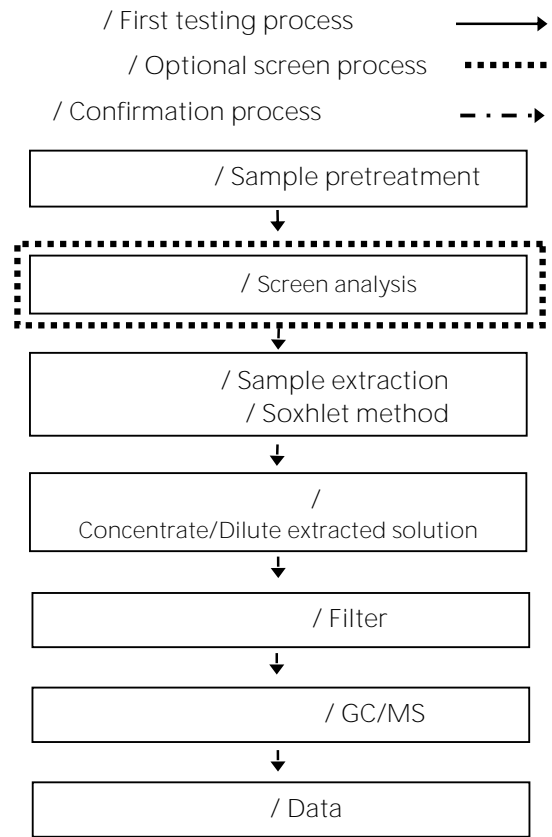 / First testing process
/ Optional screen process
/ Confirmation process
/ Sample pretreatment
/ Screen analysis
/ Sample extraction
/ Soxhlet method
/
Concentrate/Dilute extracted solution
/ Filter
/ GC/MS
/ Data